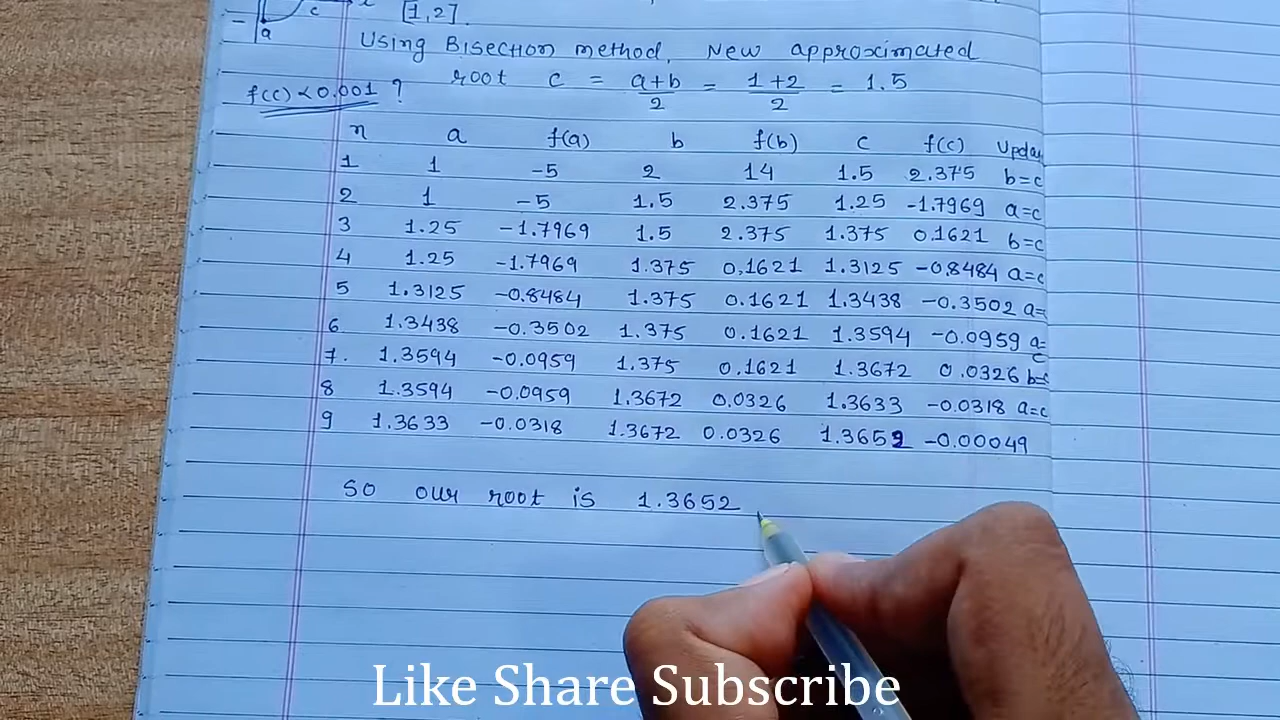 c
[1,2].
a
Using Bisection method, New approximated
root c = a+b/2 = 1+2/2 = 1.5
f(c) < 0.001 ?
n a f(a) b f(b) c f(c) Updat
1 1 -5 2 14 1.5 2.375 b=c
2 1 -5 1.5 2.375 1.25 -1.7969 a=c
3 1.25 -1.7969 1.5 2.375 1.375 0.1621 b=c
4 1.25 -1.7969 1.375 0.1621 1.3125 -0.8484 a=c
5 1.3125 -0.8484 1.375 0.1621 1.3438 -0.3502 a=
6 1.3438 -0.3502 1.375 0.1621 1.3594 -0.0959 a=c
7. 1.3594 -0.0959 1.375 0.1621 1.3672 0.0326 b=c
8 1.3594 -0.0959 1.3672 0.0326 1.3633 -0.0318 a=c
9 1.3633 -0.0318 1.3672 0.0326 1.3652 -0.00049
So our root is 1.3652
Like Share Subscribe